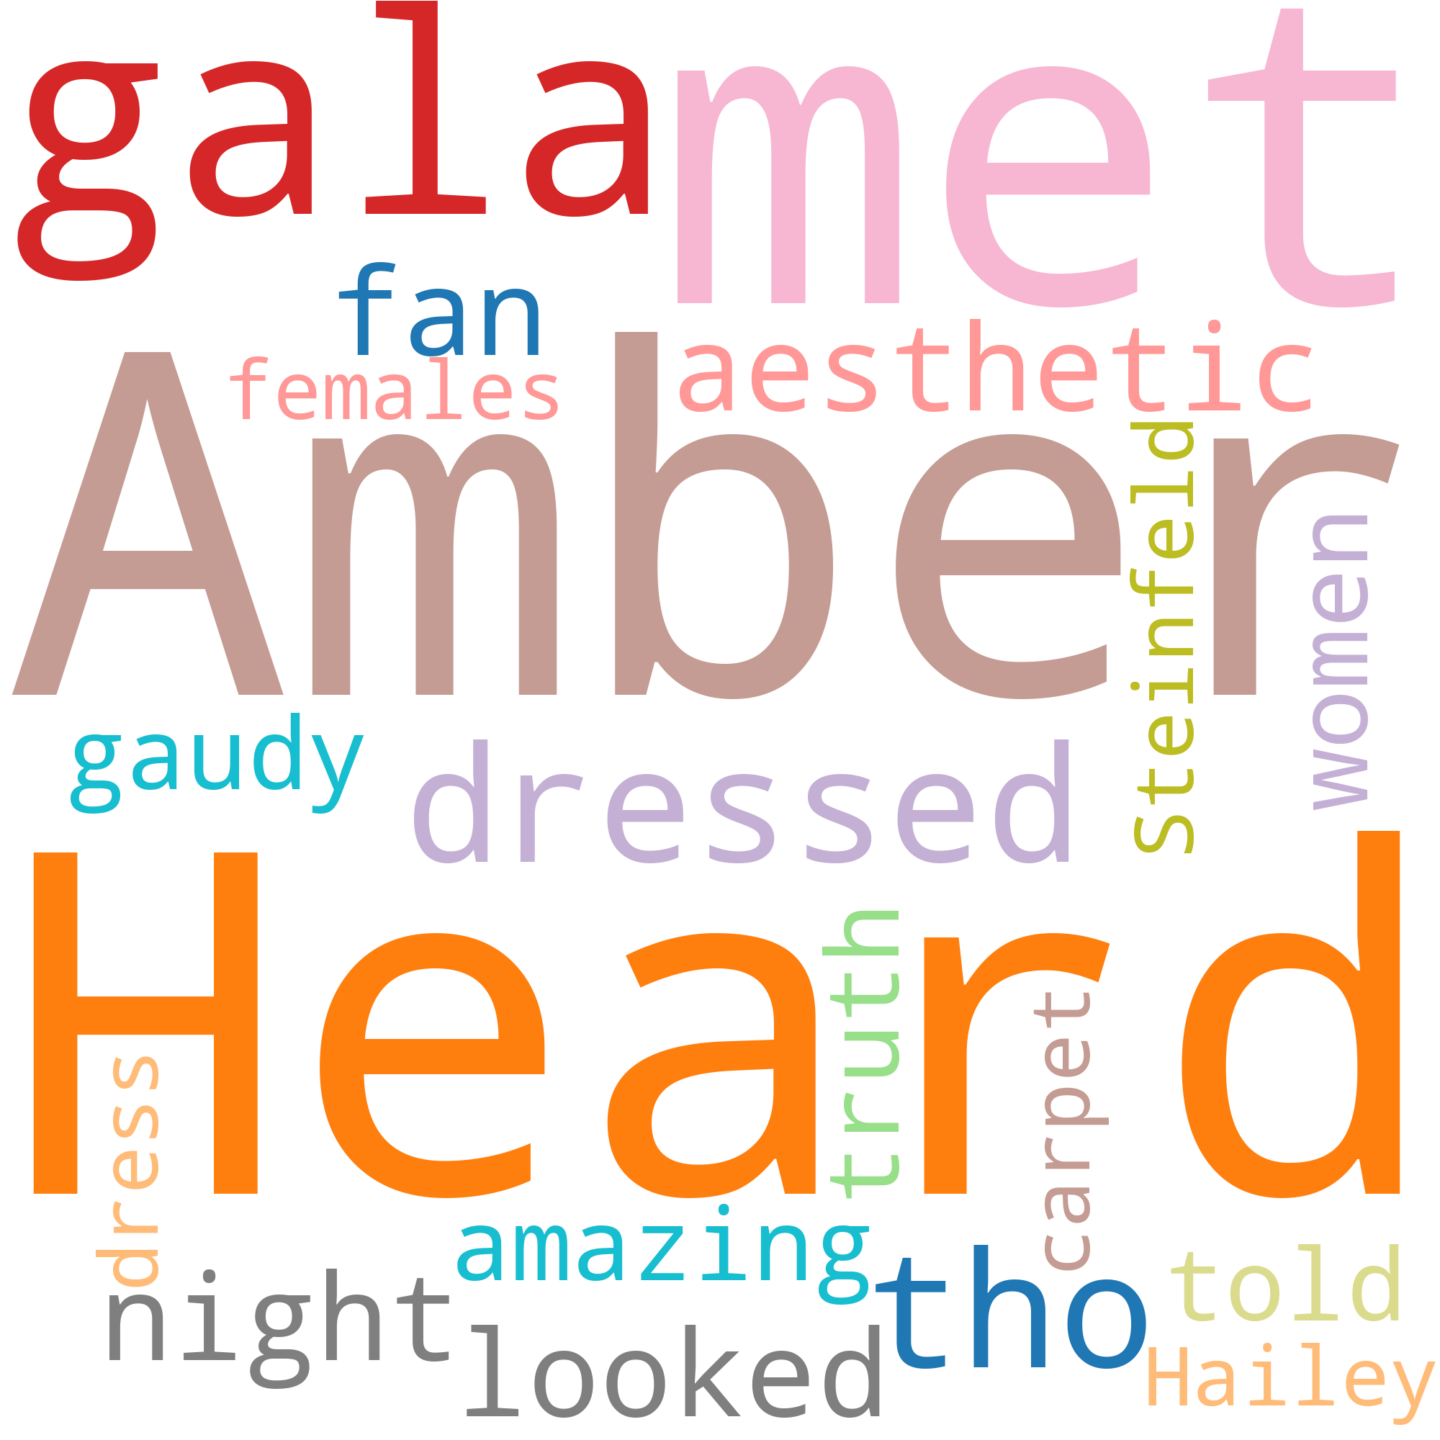 gala met
fan
females aesthetic
Amber
Steinfeld
women
gaudy dressed
Heard
truth
carpet
dress
amazing
night looked tho told
Hailey